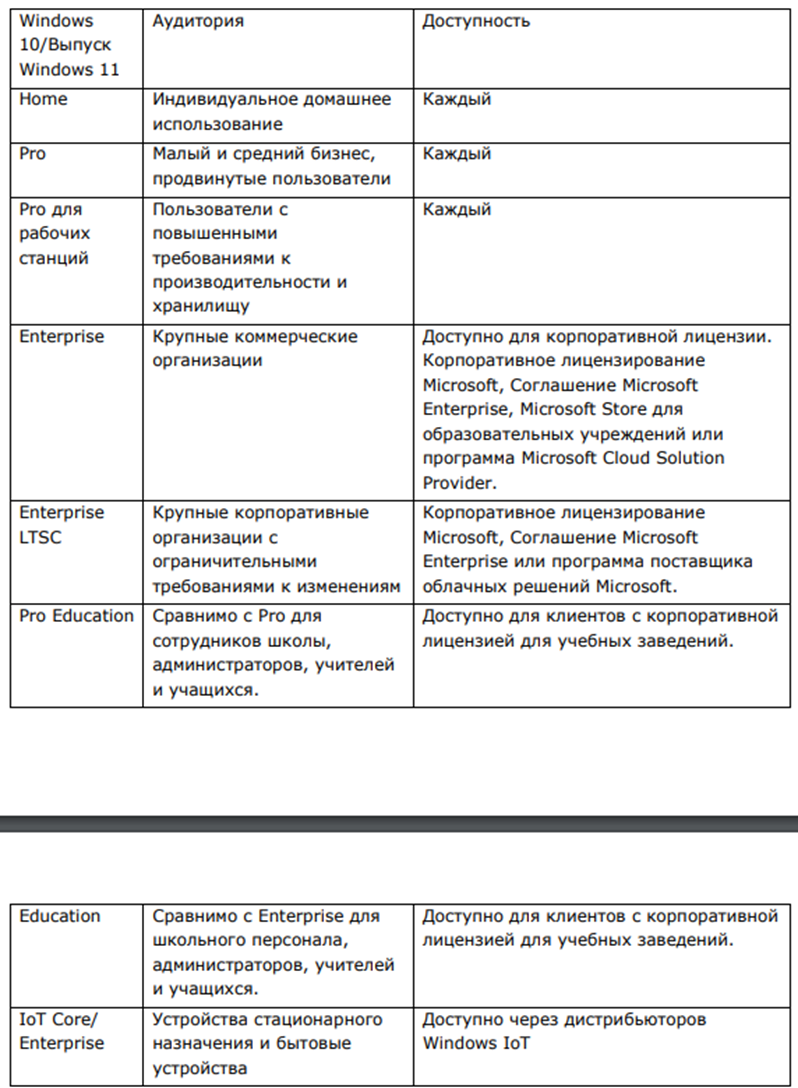 Windows
10/Выпуск
Windows 11
Аудитория
Доступность
Home
Индивидуальное домашнее
использование
Каждый
Pro
Малый и средний бизнес,
продвинутые пользователи
Каждый
Pro для
рабочих
станций
Пользователи с
повышенными
требованиями к
производительности и
хранилищу
Каждый
Enterprise
Крупные коммерческие
организации
Доступно для корпоративной лицензии.
Корпоративное лицензирование
Microsoft, Соглашение Microsoft
Enterprise, Microsoft Store для
образовательных учреждений или
программа Microsoft Cloud Solution
Provider.
Enterprise
LTSC
Крупные корпоративные
организации с
ограничительными
требованиями к изменениям
Корпоративное лицензирование
Microsoft, Соглашение Microsoft
Enterprise или программа поставщика
облачных решений Microsoft.
Pro Education
Сравнимо с Pro для
сотрудников школы,
администраторов, учителей
и учащихся.
Доступно для клиентов с корпоративной
лицензией для учебных заведений.
Education
Сравнимо с Enterprise для
школьного персонала,
администраторов, учителей
и учащихся.
Доступно для клиентов с корпоративной
лицензией для учебных заведений.
IoT Core/
Enterprise
Устройства стационарного
назначения и бытовые
устройства
Доступно через дистрибьюторов
Windows IoT